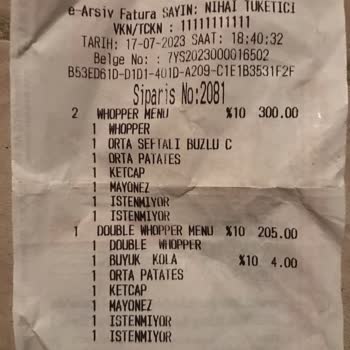 e-Arsiv Fatura SAYIN: NIHAI TUKETICI
VKN/TCKN : 11111111111
TARIH: 17-07-2023 SAAT: 18:40:32
Belge No: : 7YS2023000016502
B53ED61D-D1D1-401D-A209-C1E1B3531F2F
Siparis No:2081
2 WHOPPER MENU %10 300.00
1 WHOPPER
1 ORTA SEFTALI BUZLU C
1 ORTA PATATES
1 KETCAP
1 MAYONEZ
1 ISTENMIYOR
1 ISTENMIYOR
1 DOUBLE WHOPPER MENU %10 205.00
1 DOUBLE WHOPPER
1 BUYUK KOLA %10 4.00
1 ORTA PATATES
1 KETCAP
1 MAYONEZ
1 ISTENMIYOR
1 ISTENMIYOR